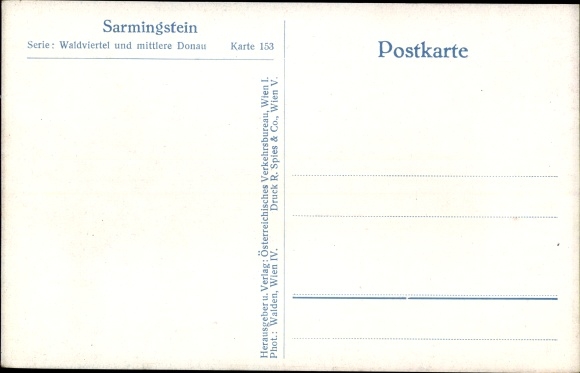 Sarmingstein
Serie: Waldviertel und mittlere Donau Karte 153
Postkarte
Herausgeber u. Verlag: Österreichisches Verkehrsbureau, Wien I.
Phot.: Walden, Wien IV. Druck R. Spies & Co., Wien V.